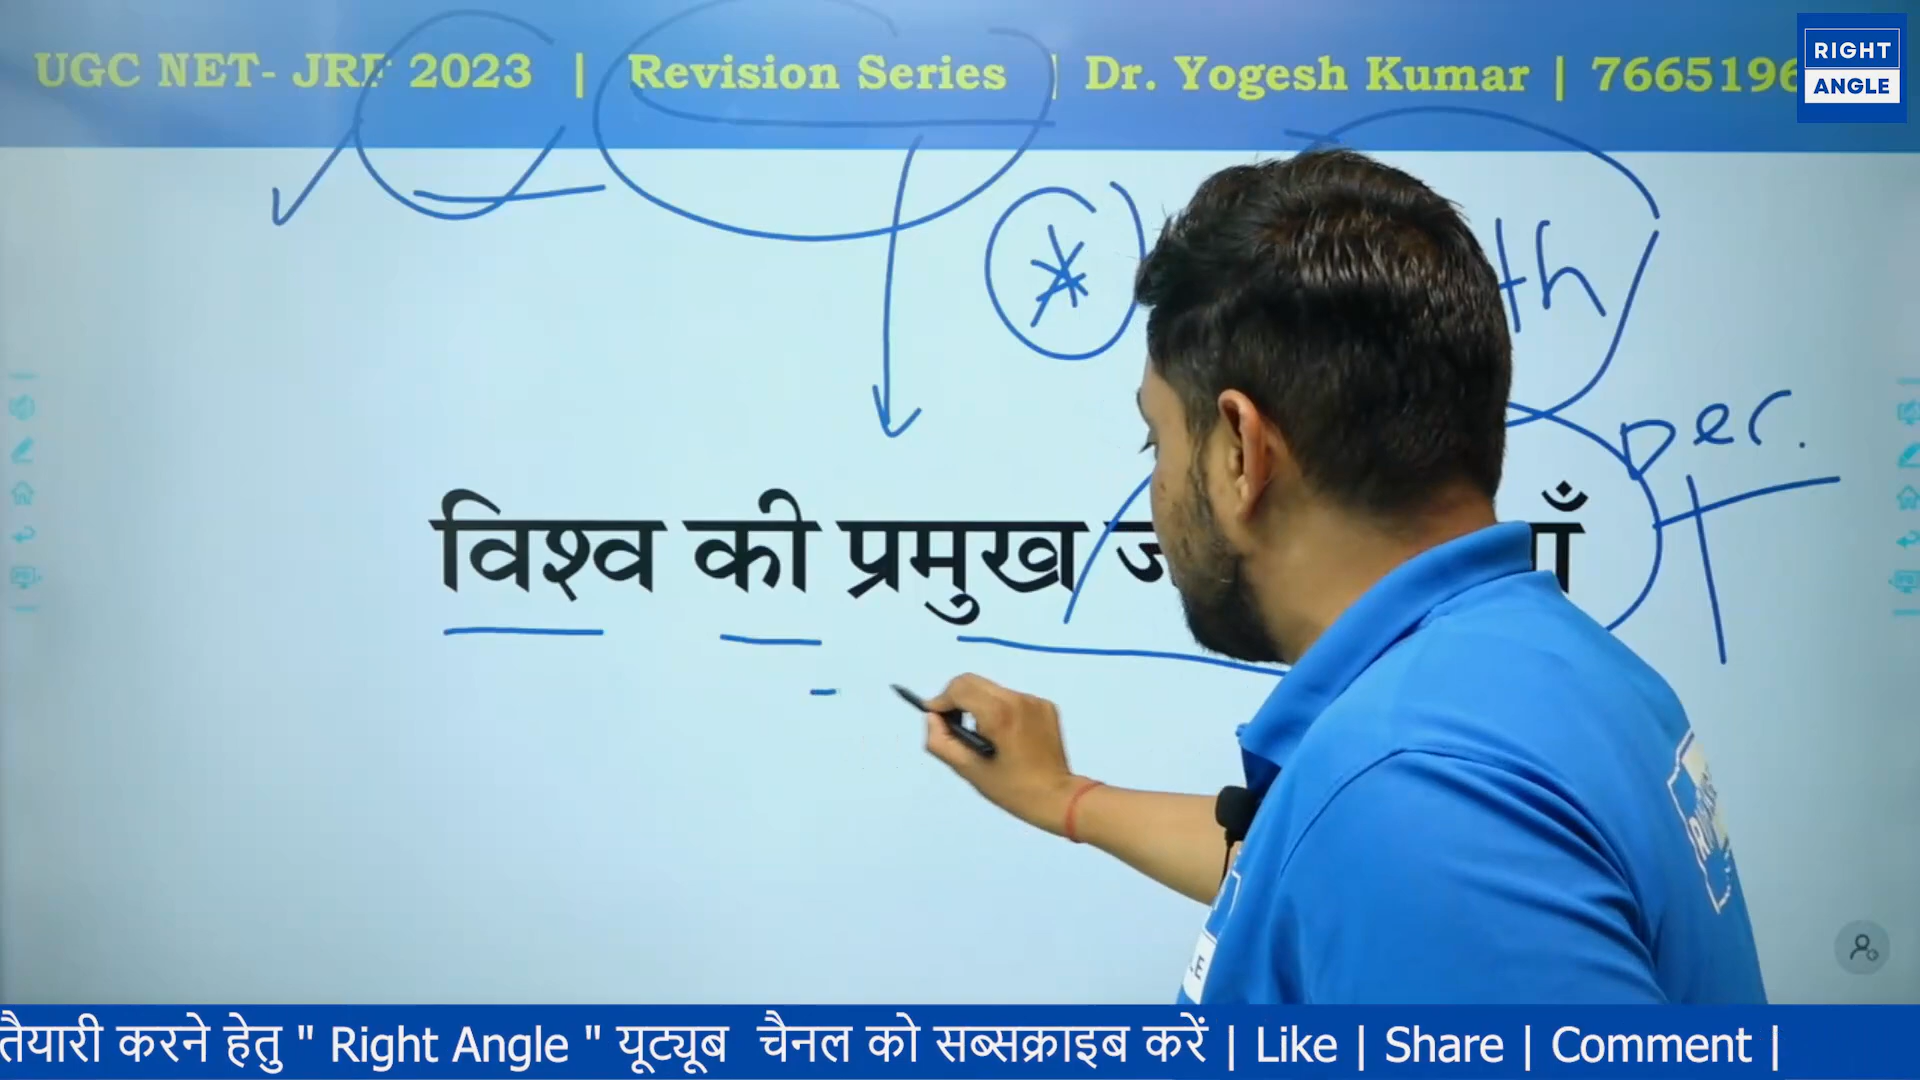 UGC NET- JRF 2023 | Revision Series | Dr. Yogesh Kumar | 766519
RIGHT
ANGLE
th
per.
विश्व की प्रमुख
तैयारी करने हेतु " Right Angle " यूट्यूब चैनल को सब्सक्राइब करें | Like | Share | Comment |